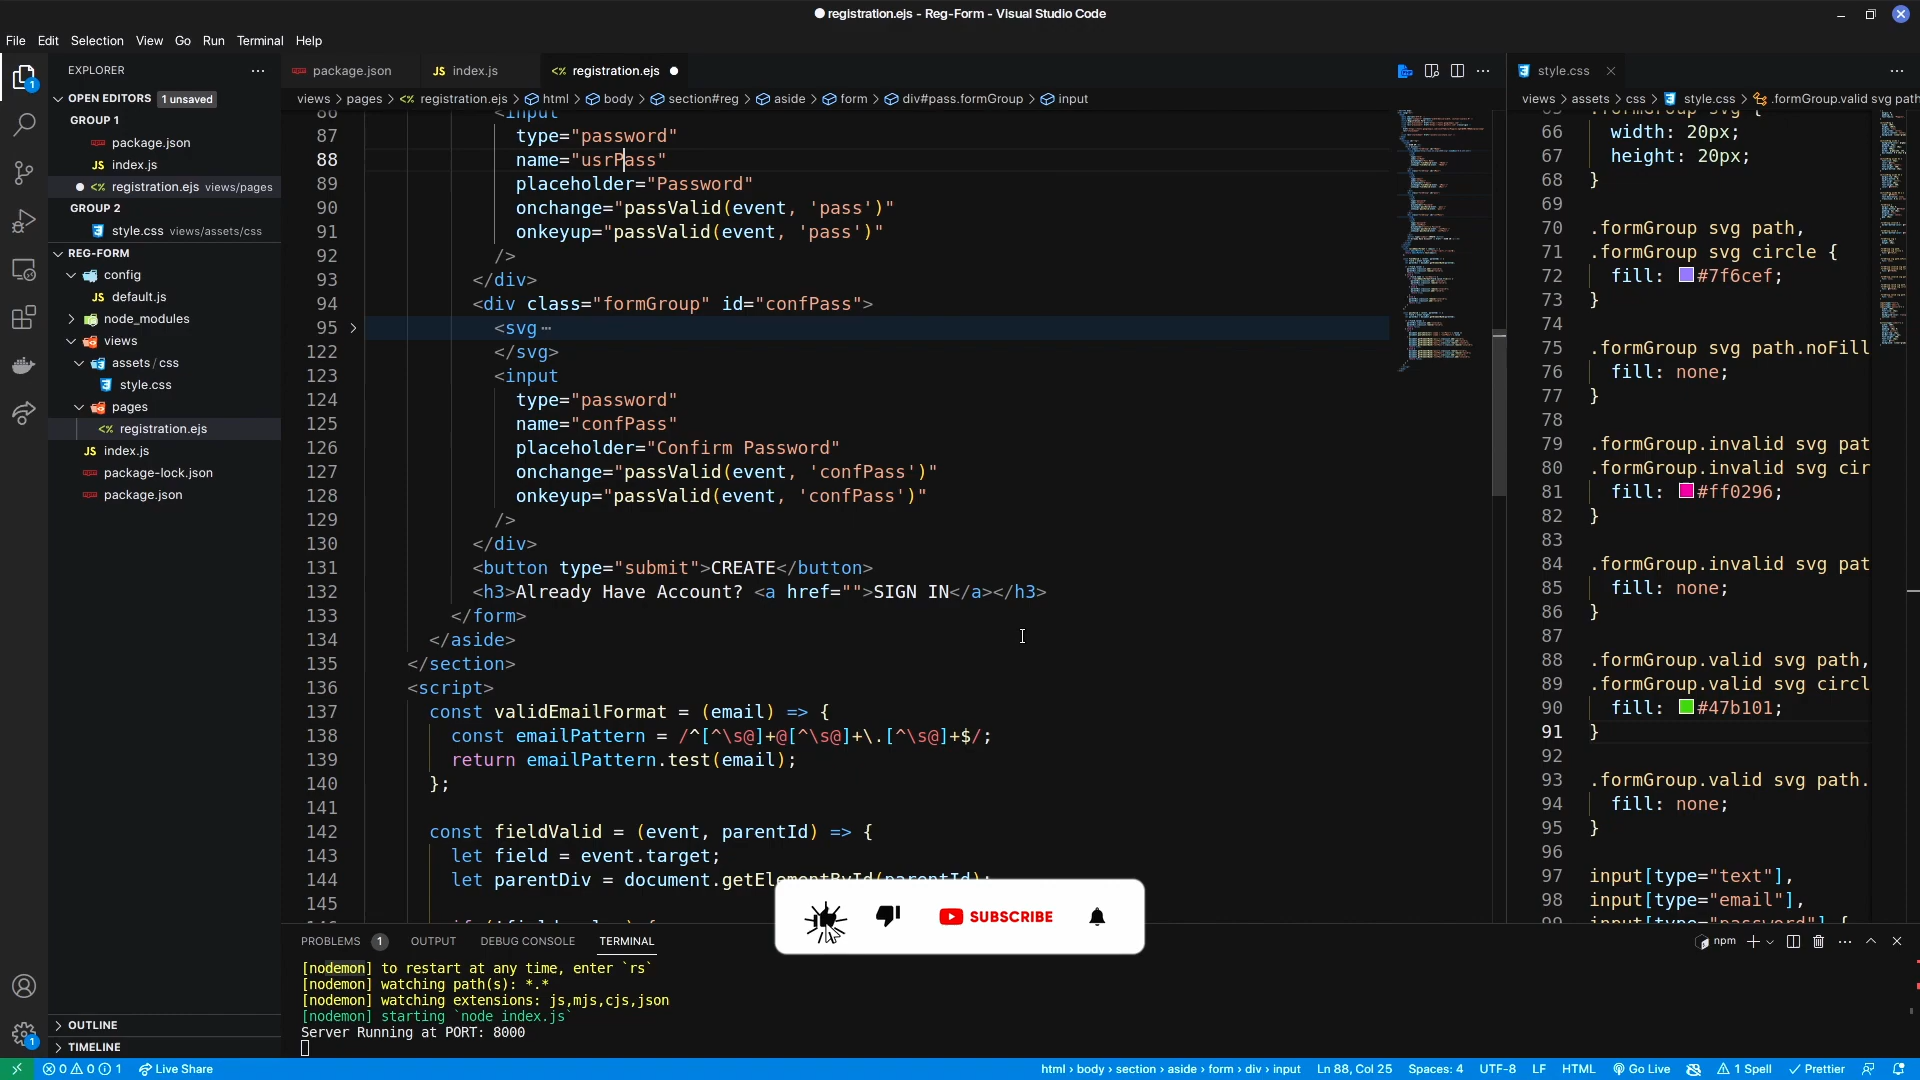 registration.ejs - Reg-Form - Visual Studio Code
File Edit Selection View Go Run Terminal Help
EXPLORER
OPEN EDITORS 1 unsaved
GROUP 1
package.json
JS index.js
<% registration.ejs views/pages
GROUP 2
style.css views/assets/css
REG-FORM
config
JS default.js
node_modules
views
assets / css
style.css
pages
<% registration.ejs
JS index.js
package-lock.json
package.json
OUTLINE
TIMELINE
package.json JS index.js <% registration.ejs
views > pages > <% registration.ejs > html > body > section#reg > aside > form > div#pass.formGroup > input
86 <input
87 type="password"
88 name="usrPass"
89 placeholder="Password"
90 onchange="passValid(event, 'pass')"
91 onkeyup="passValid(event, 'pass')"
92 />
93 </div>
94 <div class="formGroup" id="confPass">
95 <svg
122 </svg>
123 <input
124 type="password"
125 name="confPass"
126 placeholder="Confirm Password"
127 onchange="passValid(event, 'confPass')"
128 onkeyup="passValid(event, 'confPass')"
129 />
130 </div>
131 <button type="submit">CREATE</button>
132 <h3>Already Have Account? <a href="">SIGN IN</a></h3>
133 </form>
134 </aside>
135 </section>
136 <script>
137 const validEmailFormat = (email) => {
138 const emailPattern = /^[^\s@]+@[^\s@]+\.[^\s@]+$/;
139 return emailPattern.test(email);
140 };
141
142 const fieldValid = (event, parentId) => {
143 let field = event.target;
144 let parentDiv = document.getElementById(parentId);
145
style.css
views > assets > css > style.css > .formGroup.valid svg path
66 width: 20px;
67 height: 20px;
68 }
69
70 .formGroup svg path,
71 .formGroup svg circle {
72 fill: #7f6cef;
73 }
74
75 .formGroup svg path.noFill
76 fill: none;
77 }
78
79 .formGroup.invalid svg pat
80 .formGroup.invalid svg cir
81 fill: #ff0296;
82 }
83
84 .formGroup.invalid svg pat
85 fill: none;
86 }
87
88 .formGroup.valid svg path,
89 .formGroup.valid svg circl
90 fill: #47b101;
91 }
92
93 .formGroup.valid svg path.
94 fill: none;
95 }
96
97 input[type="text"],
98 input[type="email"],
99 input[type="password"] {
SUBSCRIBE
PROBLEMS 1 OUTPUT DEBUG CONSOLE TERMINAL
npm
[nodemon] to restart at any time, enter `rs`
[nodemon] watching path(s): *.*
[nodemon] watching extensions: js,mjs,cjs,json
[nodemon] starting `node index.js`
Server Running at PORT: 8000
0 0 1 Live Share
html > body > section > aside > form > div > input Ln 88, Col 25 Spaces: 4 UTF-8 LF HTML Go Live 1 Spell Prettier